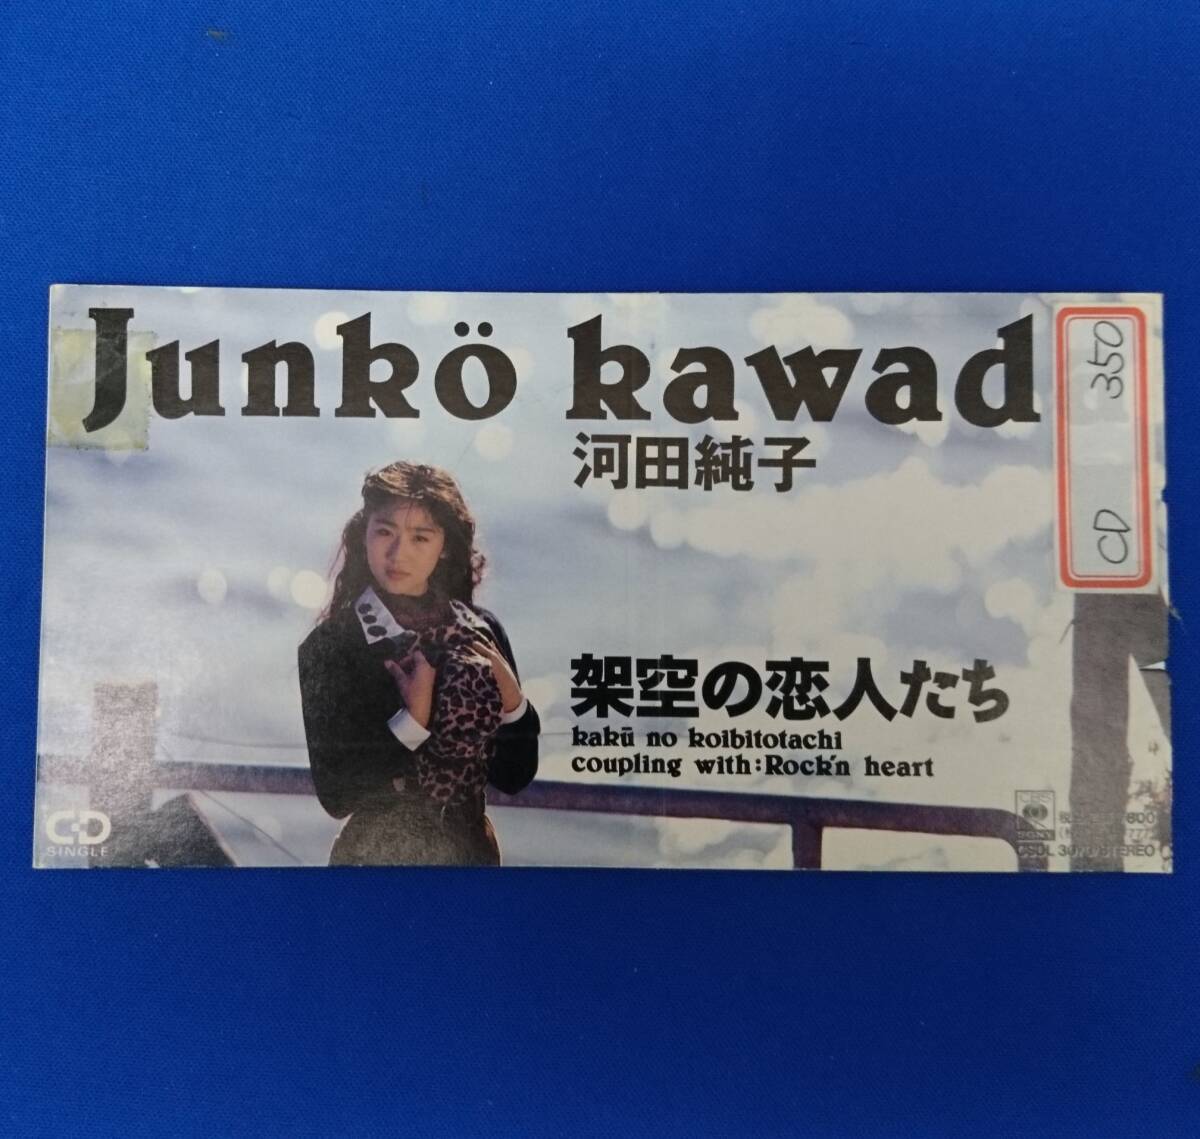 Junkö kawad
河田純子
350
CD
架空の恋人たち
kakū no koibitotachi
coupling with: Rock'n heart
CD
SINGLE
CBS
SONY
STEREO